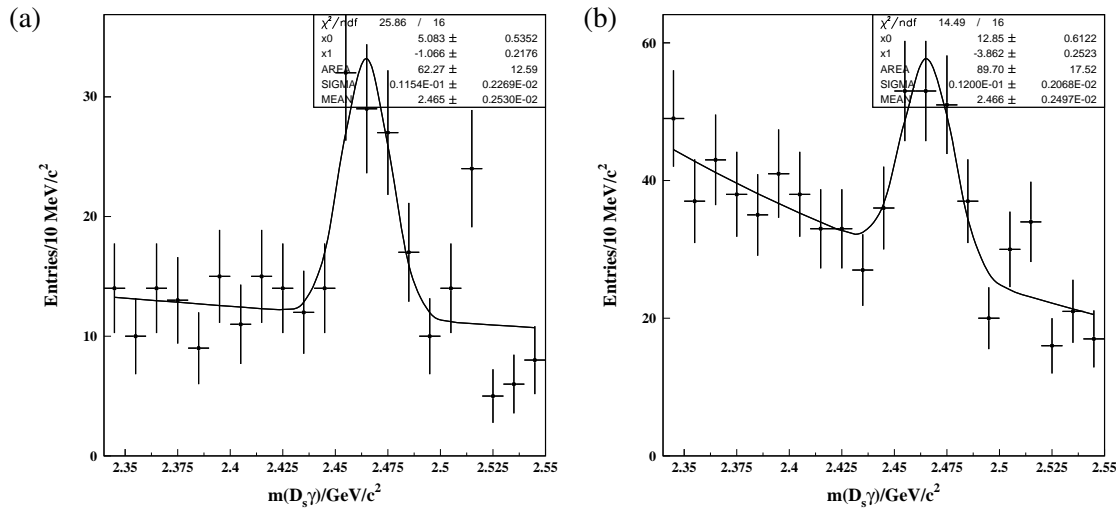 (a)
χ²/ndf 25.86 / 16
x0 5.083 ± 0.5352
x1 -1.066 ± 0.2176
AREA 62.27 ± 12.59
SIGMA 0.1154E-01 ± 0.2269E-02
MEAN 2.465 ± 0.2530E-02
Entries/10 MeV/c²
30
20
10
0
2.35 2.375 2.4 2.425 2.45 2.475 2.5 2.525 2.55
m(Dₛγ)/GeV/c²
(b)
χ²/ndf 14.49 / 16
x0 12.85 ± 0.6122
x1 -3.862 ± 0.2523
AREA 89.70 ± 17.52
SIGMA 0.1200E-01 ± 0.2068E-02
MEAN 2.466 ± 0.2497E-02
Entries/10 MeV/c²
60
40
20
0
2.35 2.375 2.4 2.425 2.45 2.475 2.5 2.525 2.55
m(Dₛγ)/GeV/c²